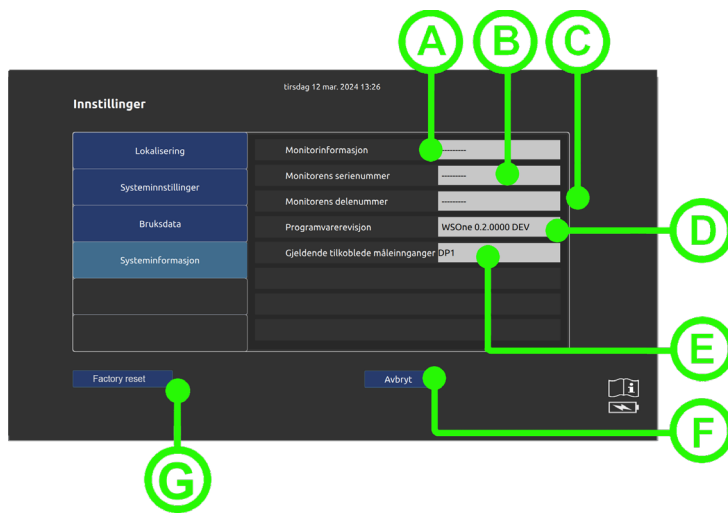 A B C
tirsdag 12 mar. 2024 13:26
Innstillinger
Lokalisering
Monitorinformasjon ---------
Monitorens serienummer ---------
Systeminnstillinger
Monitorens delenummer ---------
Bruksdata
Programvarerevisjon WSOne 0.2.0000 DEV D
Gjeldende tilkoblede måleinnganger DP1
Systeminformasjon
E
Factory reset Avbryt
i
F
G